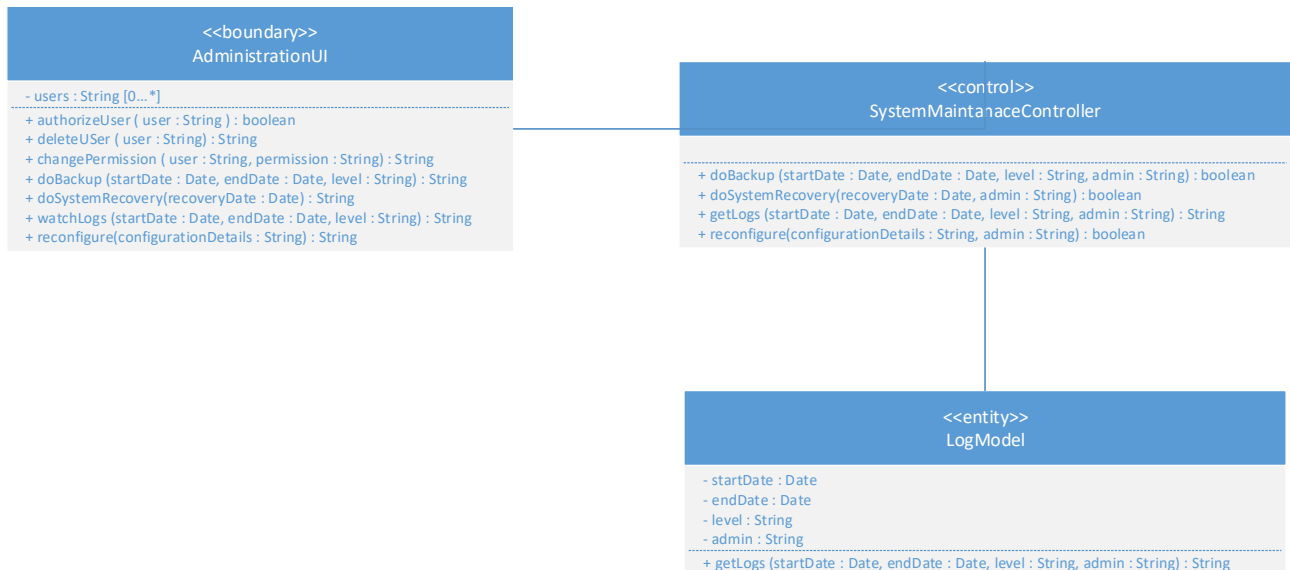 <<boundary>>
AdministrationUI
- users : String [0...*]
+ authorizeUser ( user : String ) : boolean
+ deleteUSer ( user : String) : String
+ changePermission ( user : String, permission : String) : String
+ doBackup (startDate : Date, endDate : Date, level : String) : String
+ doSystemRecovery(recoveryDate : Date) : String
+ watchLogs (startDate : Date, endDate : Date, level : String) : String
+ reconfigure(configurationDetails : String) : String
<<control>>
SystemMaintanaceController
+ doBackup (startDate : Date, endDate : Date, level : String, admin : String) : boolean
+ doSystemRecovery(recoveryDate : Date, admin : String) : boolean
+ getLogs (startDate : Date, endDate : Date, level : String, admin : String) : String
+ reconfigure(configurationDetails : String, admin : String) : boolean
<<entity>>
LogModel
- startDate : Date
- endDate : Date
- level : String
- admin : String
+ getLogs (startDate : Date, endDate : Date, level : String, admin : String) : String